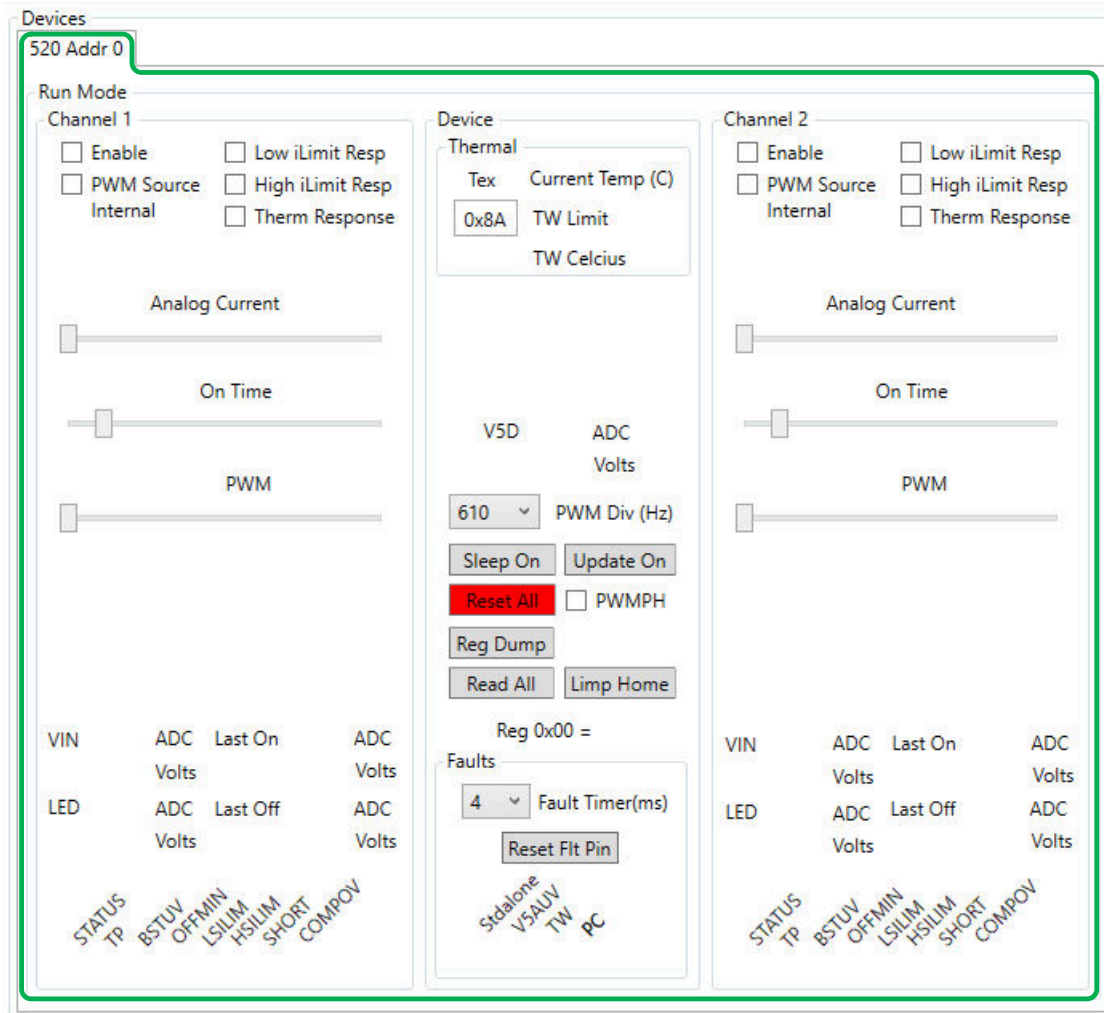 Devices
520 Addr 0
Run Mode
Channel 1
Enable
Low iLimit Resp
PWM Source
Internal
High iLimit Resp
Therm Response
Analog Current
On Time
PWM
VIN
ADC
Last On
ADC
Volts
Volts
LED
ADC
Last Off
ADC
Volts
Volts
STATUS
TP
BSTUV
OFFMIN
LSILIM
HSILIM
SHORT
COMPOV
Device
Thermal
Tex
Current Temp (C)
0x8A
TW Limit
TW Celcius
V5D
ADC
Volts
610
PWM Div (Hz)
Sleep On
Update On
Reset All
PWMPH
Reg Dump
Read All
Limp Home
Reg 0x00 =
Faults
4
Fault Timer(ms)
Reset Flt Pin
Stdalone
V5AUV
TW
PC
Channel 2
Enable
Low iLimit Resp
PWM Source
Internal
High iLimit Resp
Therm Response
Analog Current
On Time
PWM
VIN
ADC
Last On
ADC
Volts
Volts
LED
ADC
Last Off
ADC
Volts
Volts
STATUS
TP
BSTUV
OFFMIN
LSILIM
HSILIM
SHORT
COMPOV